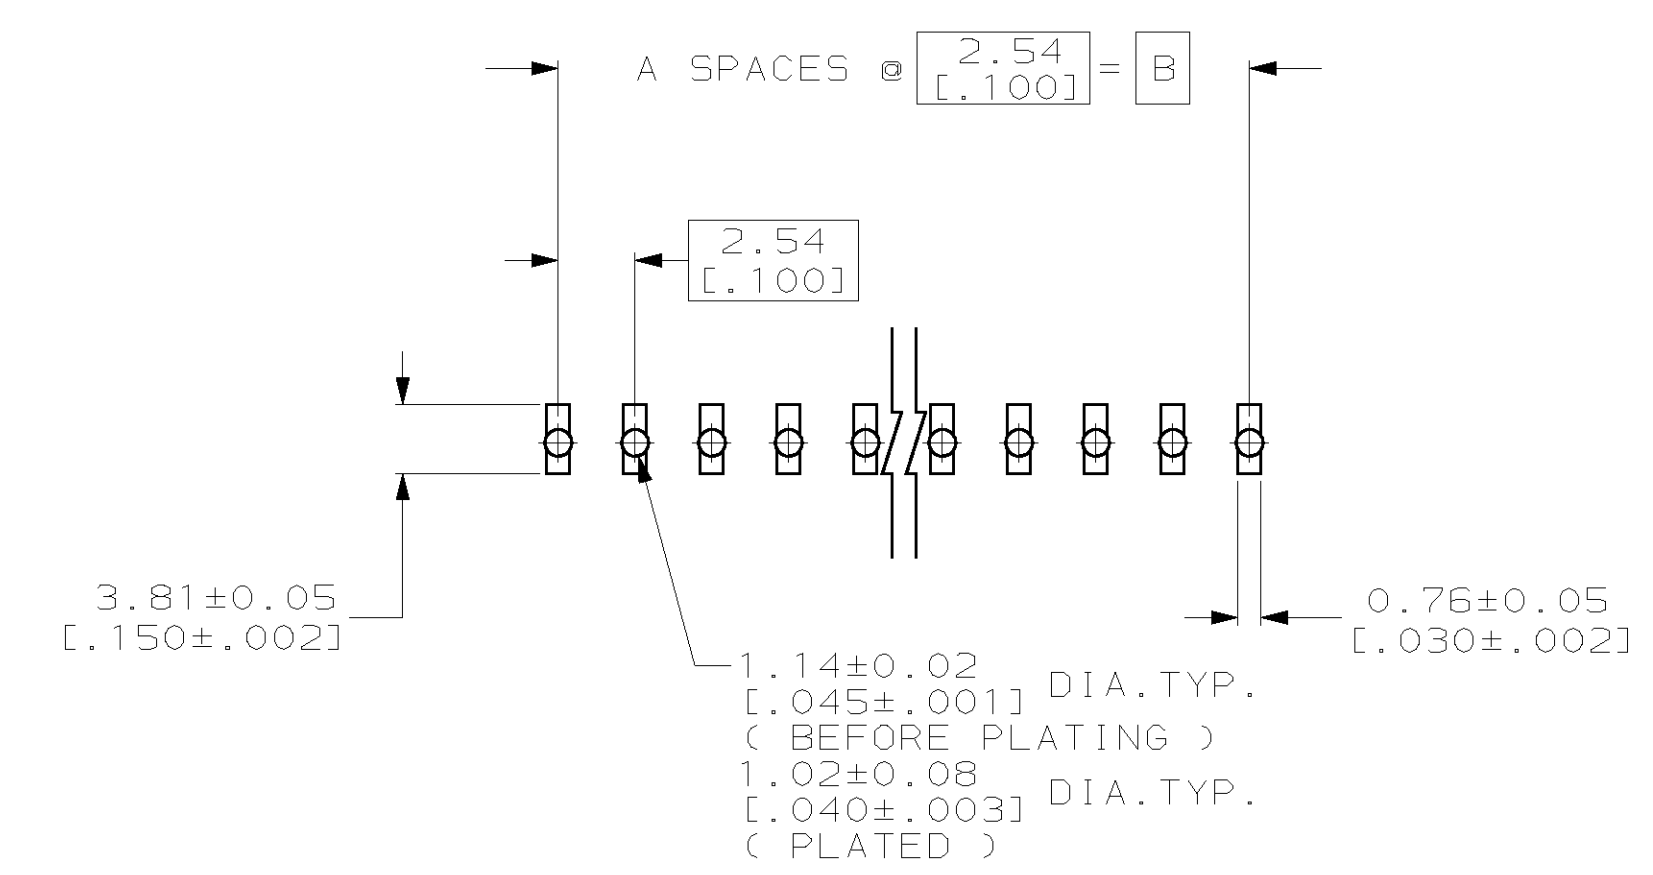 A SPACES @ 2.54 = B
[.100]
2.54
[.100]
3.81±0.05
[.150±.002]
0.76±0.05
[.030±.002]
1.14±0.02
[.045±.001] DIA.TYP.
( BEFORE PLATING )
1.02±0.08
[.040±.003] DIA.TYP.
( PLATED )